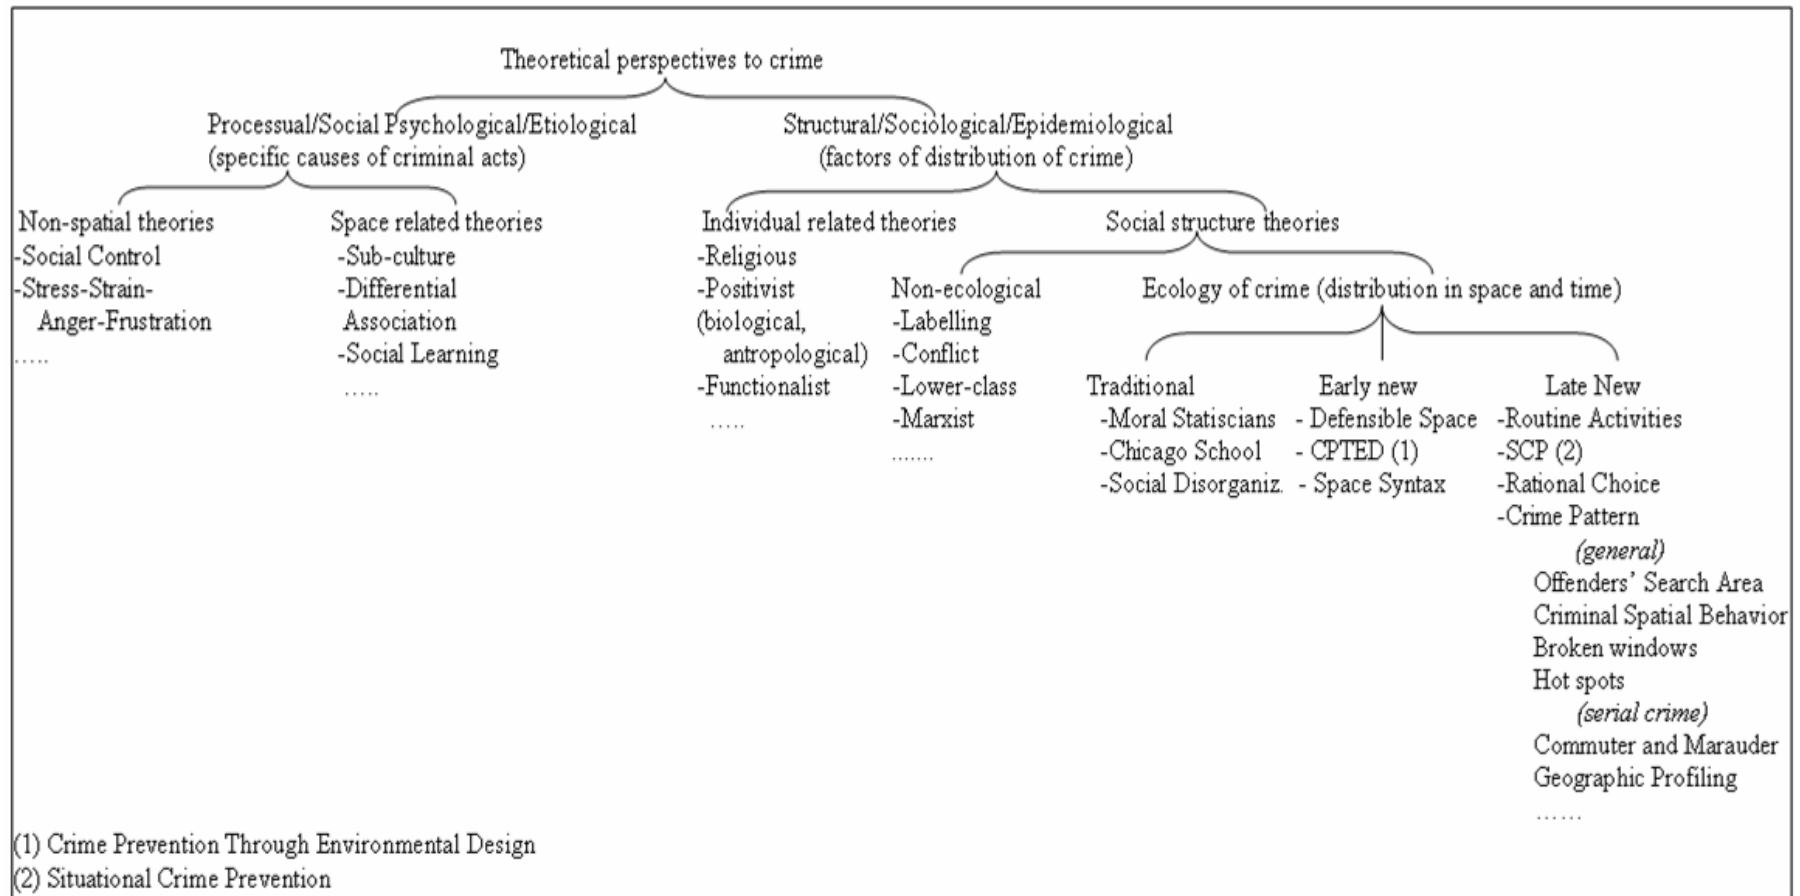 Theoretical perspectives to crime
Processual/Social Psychological/Etiological
(specific causes of criminal acts)
Structural/Sociological/Epidemiological
(factors of distribution of crime)
Non-spatial theories
-Social Control
-Stress-Strain-
Anger-Frustration
.....
Space related theories
-Sub-culture
-Differential
Association
-Social Learning
.....
Individual related theories
-Religious
-Positivist
(biological,
antropological)
-Functionalist
.....
Social structure theories
Non-ecological
-Labelling
-Conflict
-Lower-class
-Marxist
.......
Ecology of crime (distribution in space and time)
Traditional
-Moral Statiscians
-Chicago School
-Social Disorganiz.
Early new
- Defensible Space
- CPTED (1)
- Space Syntax
Late New
-Routine Activities
-SCP (2)
-Rational Choice
-Crime Pattern
(general)
Offenders’ Search Area
Criminal Spatial Behavior
Broken windows
Hot spots
(serial crime)
Commuter and Marauder
Geographic Profiling
......
(1) Crime Prevention Through Environmental Design
(2) Situational Crime Prevention